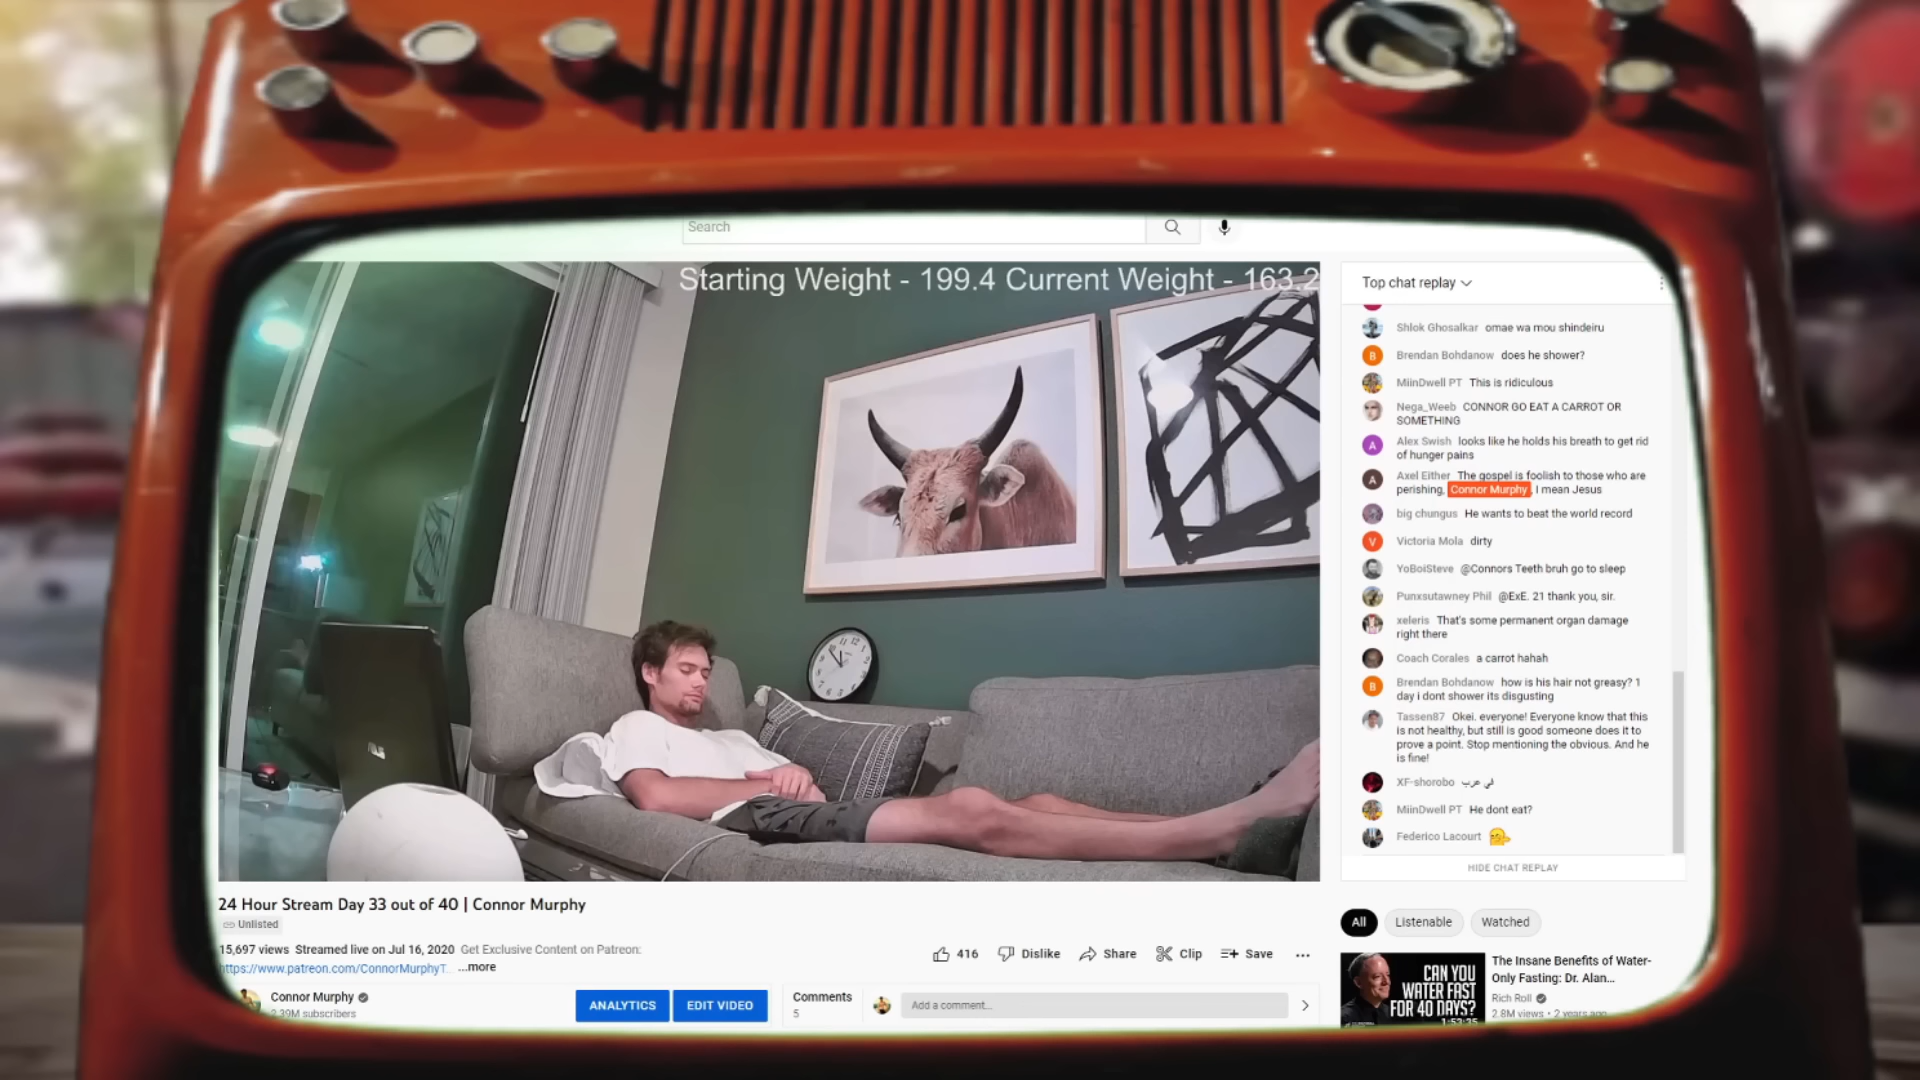 Search
Starting Weight - 199.4 Current Weight - 163.2
Top chat replay
Shlok Ghosalkar omae wa mou shindeiru
Brendan Bohdanow does he shower?
MiinDwell PT This is ridiculous
Nega_Weeb CONNOR GO EAT A CARROT OR
SOMETHING
Alex Swish looks like he holds his breath to get rid
of hunger pains
Axel Either The gospel is foolish to those who are
perishing, Connor Murphy, I mean Jesus
big chungus He wants to beat the world record
Victoria Mola dirty
YoBoiSteve @Connors Teeth bruh go to sleep
Punxsutawney Phil @ExE. 21 thank you, sir.
xeleris That's some permanent organ damage
right there
Coach Corales a carrot hahah
Brendan Bohdanow how is his hair not greasy? 1
day i dont shower its disgusting
Tassen87 Okei. everyone! Everyone know that this
is not healthy, but still is good someone does it to
prove a point. Stop mentioning the obvious. And he
is fine!
XF-shorobo في عرب
MiinDwell PT He dont eat?
Federico Lacourt
HIDE CHAT REPLAY
24 Hour Stream Day 33 out of 40 | Connor Murphy
Unlisted
15,697 views Streamed live on Jul 16, 2020 Get Exclusive Content on Patreon:
https://www.patreon.com/ConnorMurphyT... ...more
416 Dislike Share Clip Save
Connor Murphy
2.39M subscribers
ANALYTICS EDIT VIDEO
Comments
5
Add a comment...
All Listenable Watched
CAN YOU
WATER FAST
FOR 40 DAYS?
1:53:35
The Insane Benefits of Water-
Only Fasting: Dr. Alan...
Rich Roll
2.8M views • 2 years ago